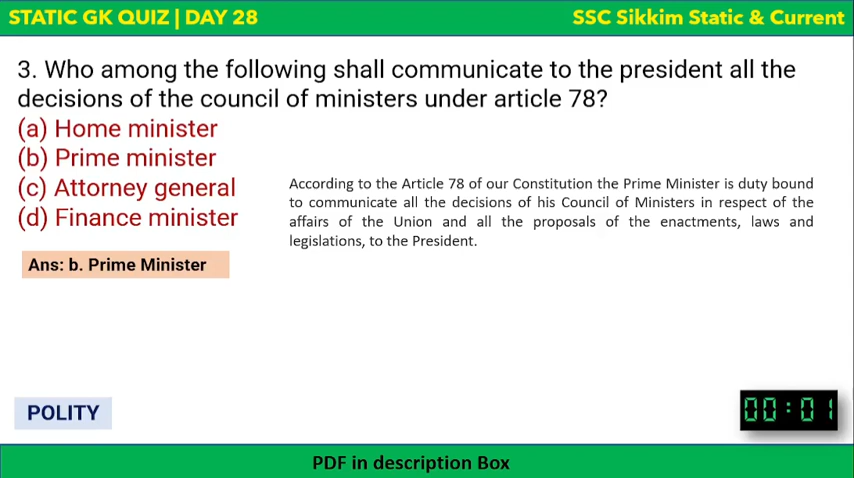 STATIC GK QUIZ | DAY 28
SSC Sikkim Static & Current
3. Who among the following shall communicate to the president all the
decisions of the council of ministers under article 78?
(a) Home minister
(b) Prime minister
(c) Attorney general
(d) Finance minister
According to the Article 78 of our Constitution the Prime Minister is duty bound
to communicate all the decisions of his Council of Ministers in respect of the
affairs of the Union and all the proposals of the enactments, laws and
legislations, to the President.
Ans: b. Prime Minister
POLITY
00:01
PDF in description Box